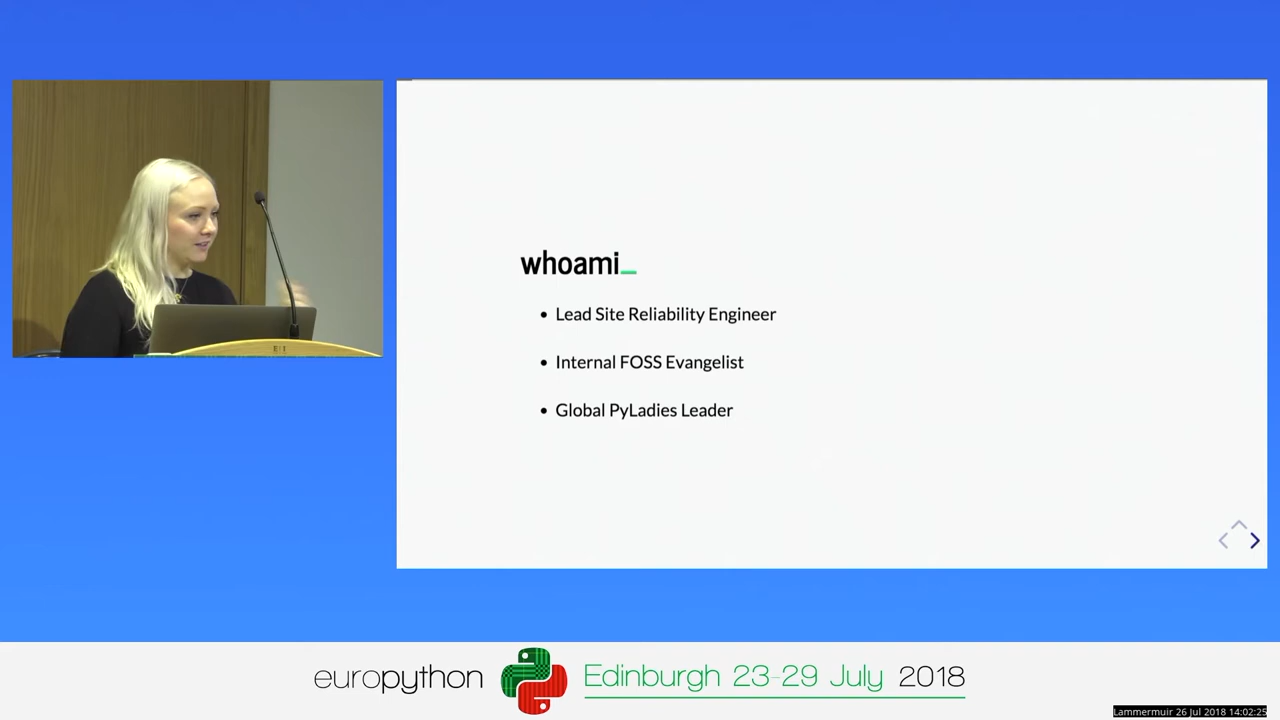 whoami_
• Lead Site Reliability Engineer
• Internal FOSS Evangelist
• Global PyLadies Leader
europython Edinburgh 23-29 July 2018
Lammermuir 26 Jul 2018 14:02:25